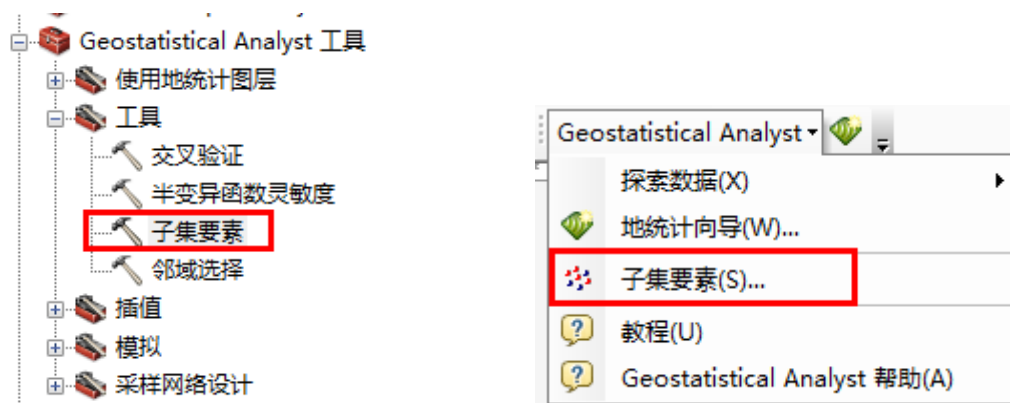 Geostatistical Analyst 工具
使用地统计图层
工具
交叉验证
半变异函数灵敏度
子集要素
邻域选择
插值
模拟
采样网络设计
Geostatistical Analyst
探索数据(X)
地统计向导(W)...
子集要素(S)...
教程(U)
Geostatistical Analyst 帮助(A)